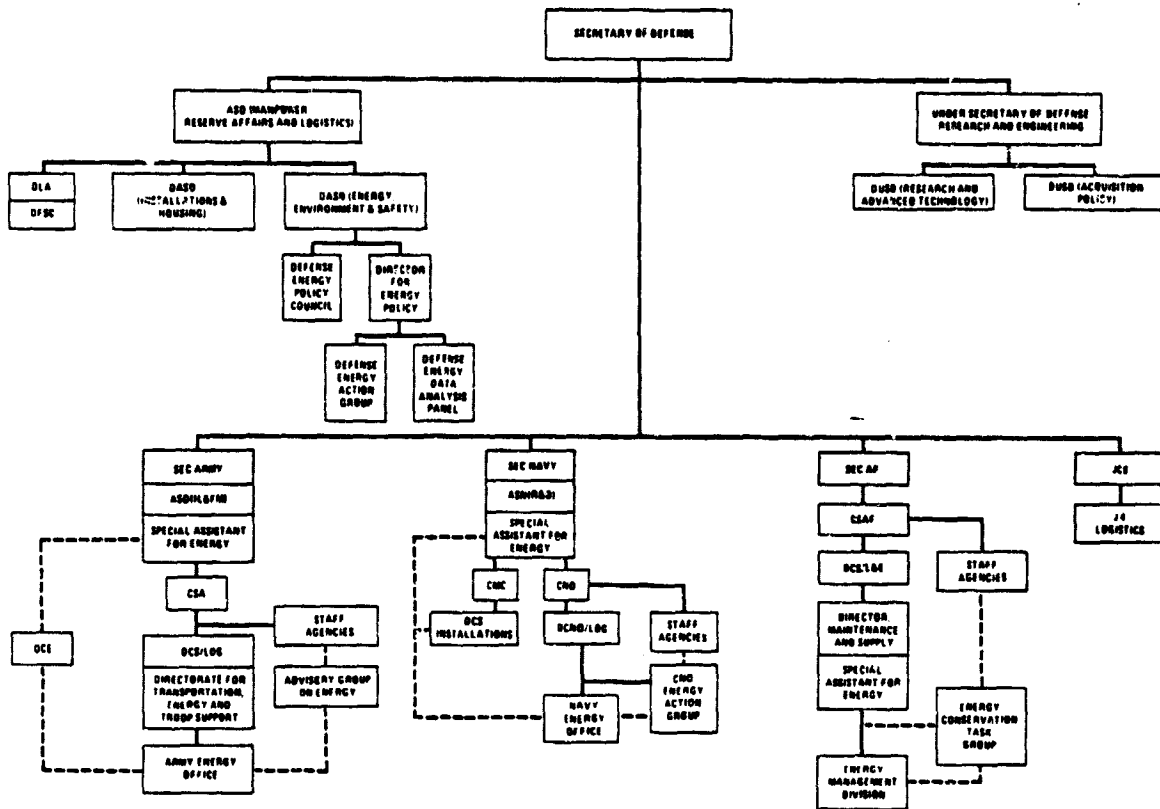 SECRETARY OF DEFENSE
ASD (MANPOWER
RESERVE AFFAIRS AND LOGISTICS)
UNDER SECRETARY OF DEFENSE
RESEARCH AND ENGINEERING
DLA
DFSC
DASD
(INSTALLATIONS &
HOUSING)
DASD (ENERGY
ENVIRONMENT & SAFETY)
DUSD (RESEARCH AND
ADVANCED TECHNOLOGY)
DUSD (ACQUISITION
POLICY)
DEFENSE
ENERGY
POLICY
COUNCIL
DIRECTOR
FOR
ENERGY
POLICY
DEFENSE
ENERGY
ACTION
GROUP
DEFENSE
ENERGY
DATA
ANALYSIS
PANEL
SEC ARMY
SPECIAL ASSISTANT
FOR ENERGY
CSA
STAFF
AGENCIES
OCE
DCS/LOG
DIRECTORATE FOR
TRANSPORTATION,
ENERGY AND
TROOP SUPPORT
ADVISORY GROUP
ON ENERGY
ARMY ENERGY
OFFICE
SEC NAVY
SPECIAL
ASSISTANT FOR
ENERGY
CMC
CNO
DCS
INSTALLATIONS
DCNO/LOG
STAFF
AGENCIES
CNO
ENERGY
ACTION
GROUP
NAVY
ENERGY
OFFICE
SEC AF
CSAF
DCS/L&E
STAFF
AGENCIES
DIRECTOR,
MAINTENANCE
AND SUPPLY
SPECIAL
ASSISTANT FOR
ENERGY
ENERGY
CONSERVATION
TASK
GROUP
ENERGY
MANAGEMENT
DIVISION
JCS
J4
LOGISTICS